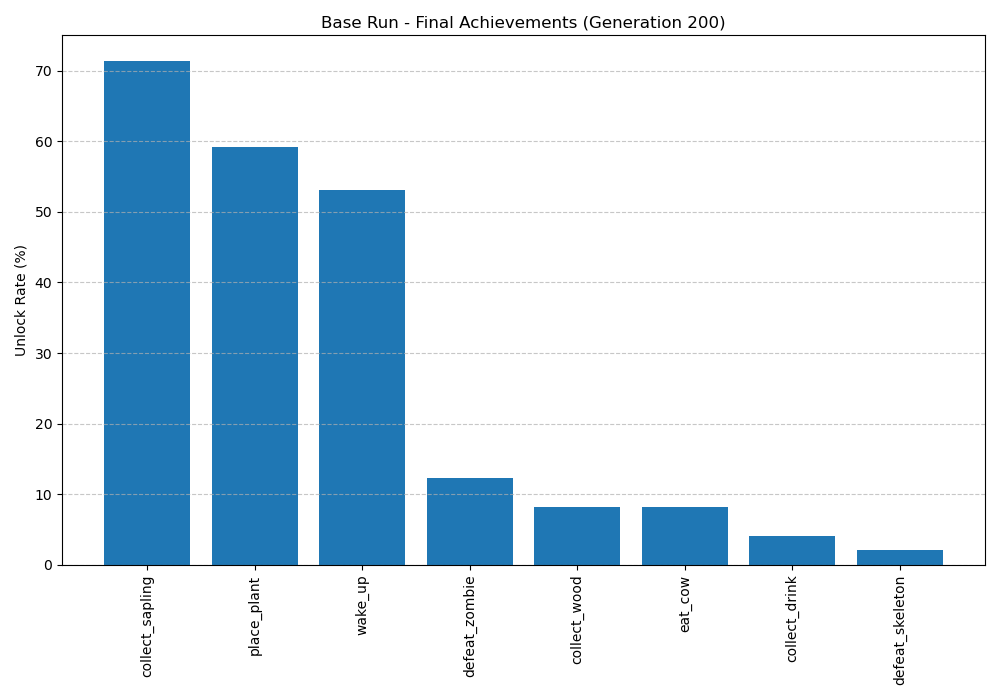 Base Run - Final Achievements (Generation 200)
Unlock Rate (%)
70
60
50
40
30
20
10
0
collect_sapling
place_plant
wake_up
defeat_zombie
collect_wood
eat_cow
collect_drink
defeat_skeleton